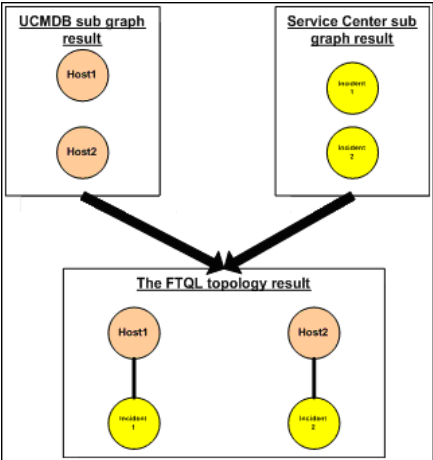 UCMDB sub graph
result
Host1
Host2
Service Center sub
graph result
Incident
1
Incident
2
The FTQL topology result
Host1
Host2
Incident
1
Incident
2